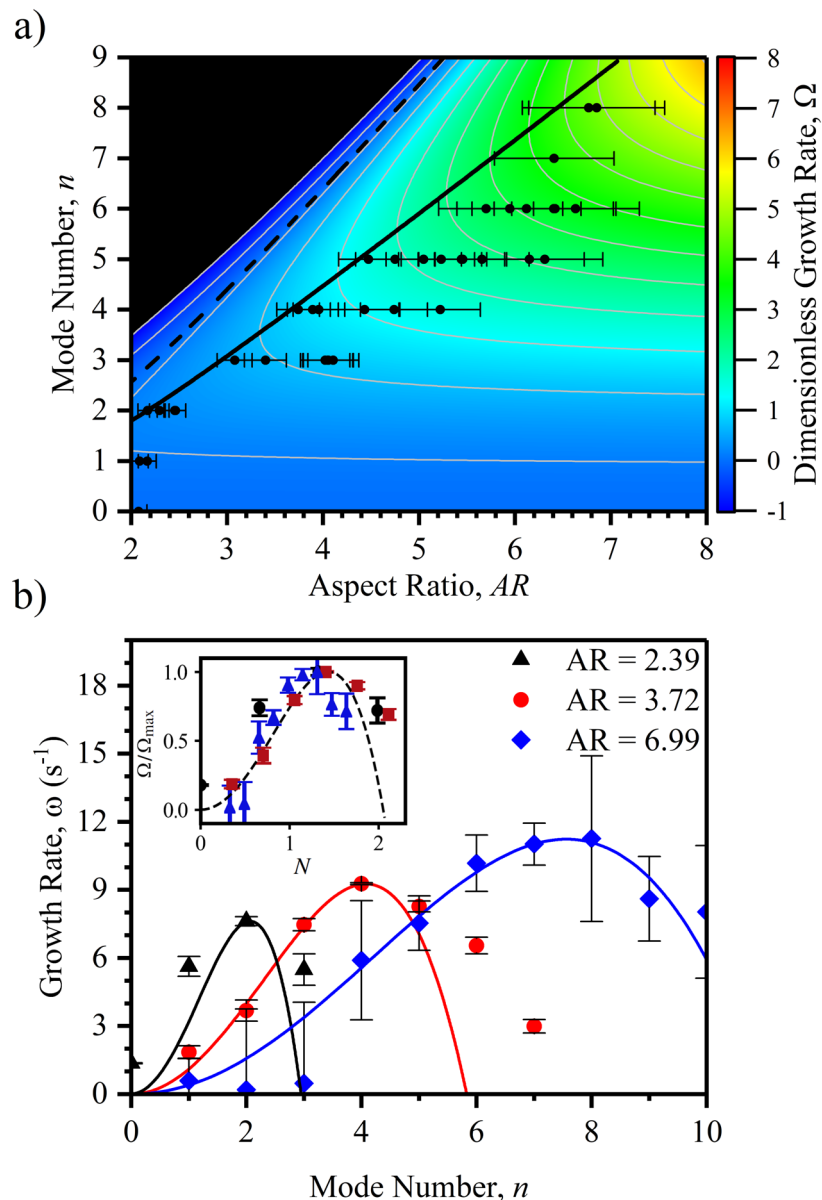 a)
9
8
7
6
5
4
3
2
1
0
Mode Number, n
2 3 4 5 6 7 8
Aspect Ratio, AR
8
7
6
5
4
3
2
1
0
-1
Dimensionless Growth Rate, Ω
b)
18
15
12
9
6
3
0
Growth Rate, ω (s⁻¹)
1.0
0.5
0.0
Ω/Ωmax
0 1 2
N
AR = 2.39
AR = 3.72
AR = 6.99
0 2 4 6 8 10
Mode Number, n